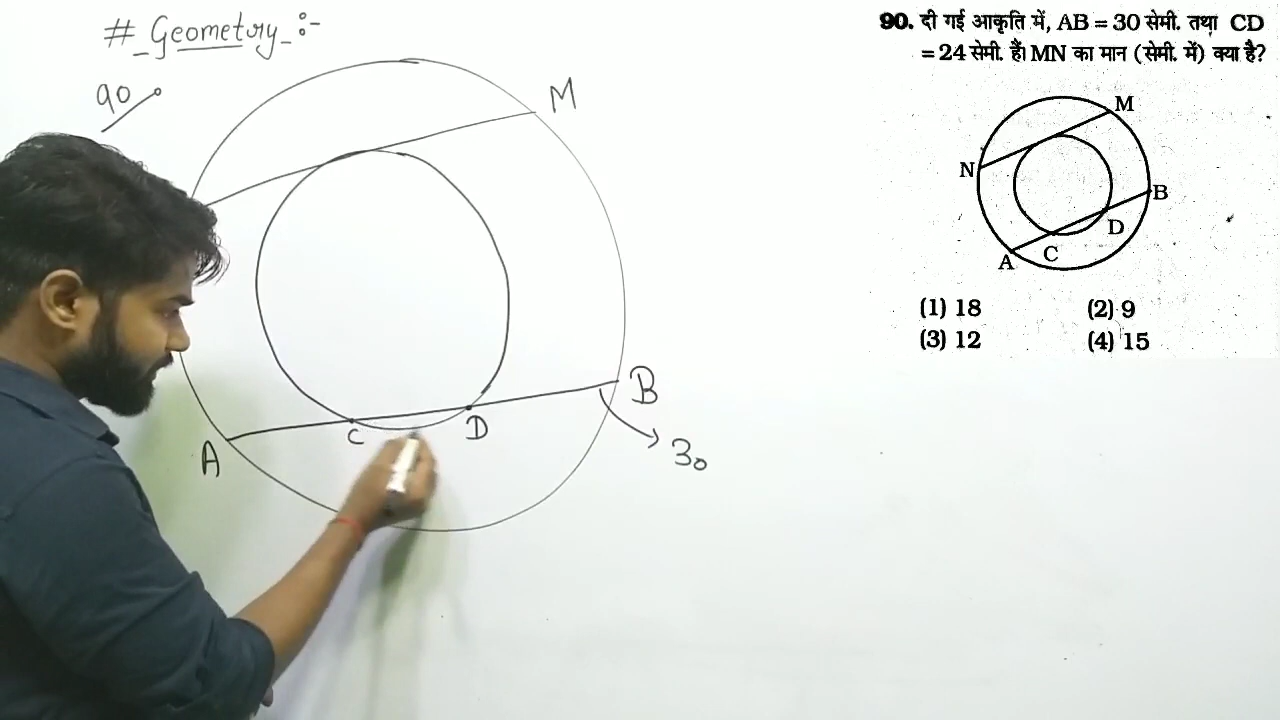 # Geometry :-
90
M
A
C
D
B
30
90. दी गई आकृति में, AB = 30 सेमी. तथा CD
= 24 सेमी. हैं। MN का मान (सेमी. में) क्या है?
M
N
B
D
C
A
(1) 18 (2) 9
(3) 12 (4) 15